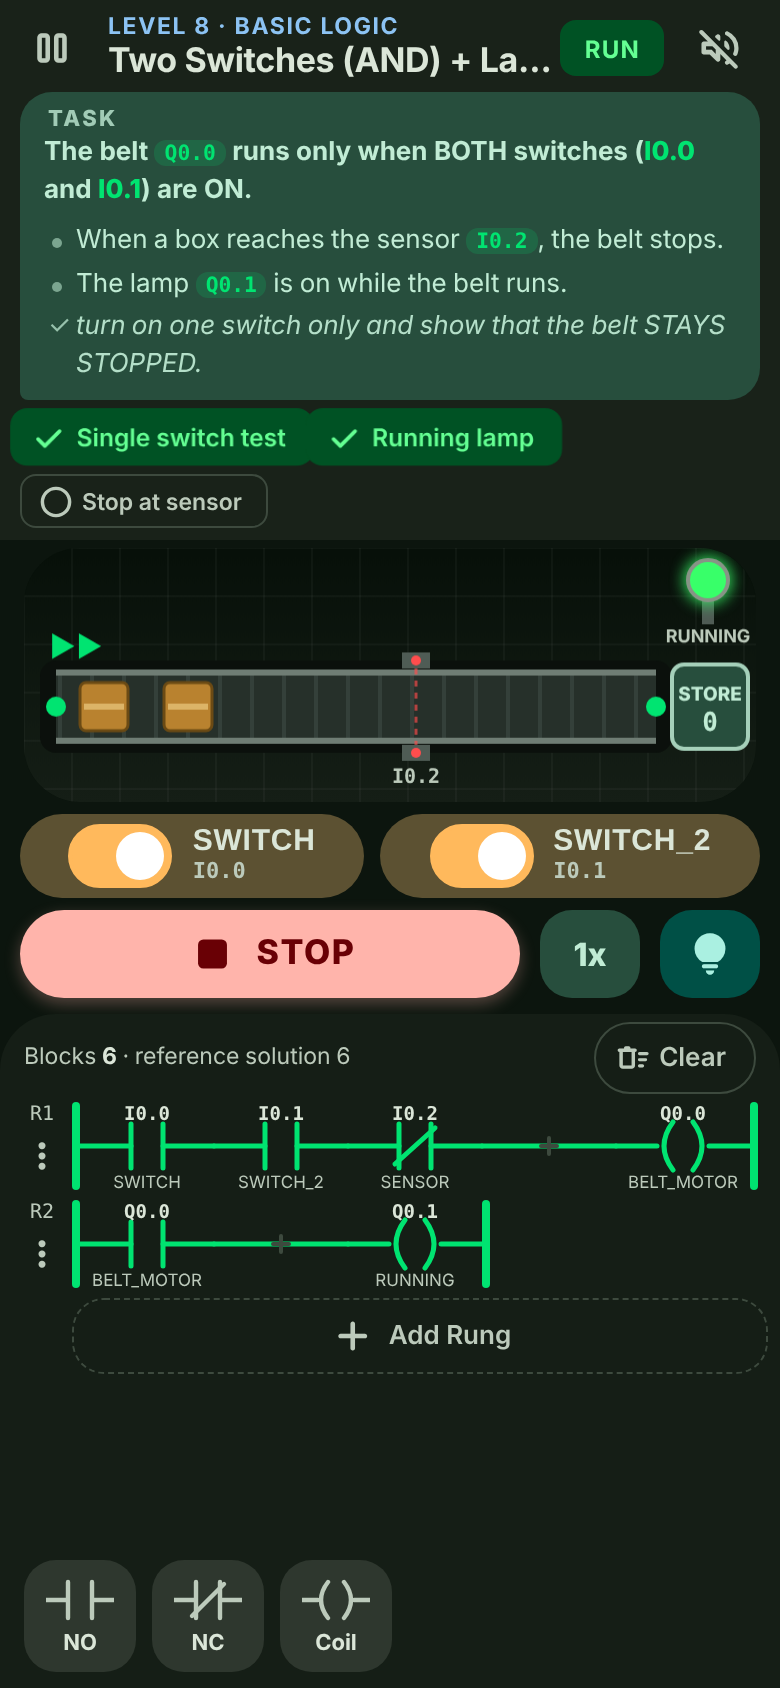 LEVEL 8 · BASIC LOGIC
Two Switches (AND) + La...
RUN
TASK
The belt Q0.0 runs only when BOTH switches (I0.0
and I0.1) are ON.
When a box reaches the sensor I0.2, the belt stops.
The lamp Q0.1 is on while the belt runs.
turn on one switch only and show that the belt STAYS
STOPPED.
Single switch test
Running lamp
Stop at sensor
RUNNING
STORE
0
I0.2
SWITCH
I0.0
SWITCH_2
I0.1
STOP
1x
Blocks 6 · reference solution 6
Clear
R1
I0.0
I0.1
I0.2
Q0.0
SWITCH
SWITCH_2
SENSOR
BELT_MOTOR
R2
Q0.0
Q0.1
BELT_MOTOR
RUNNING
Add Rung
NO
NC
Coil